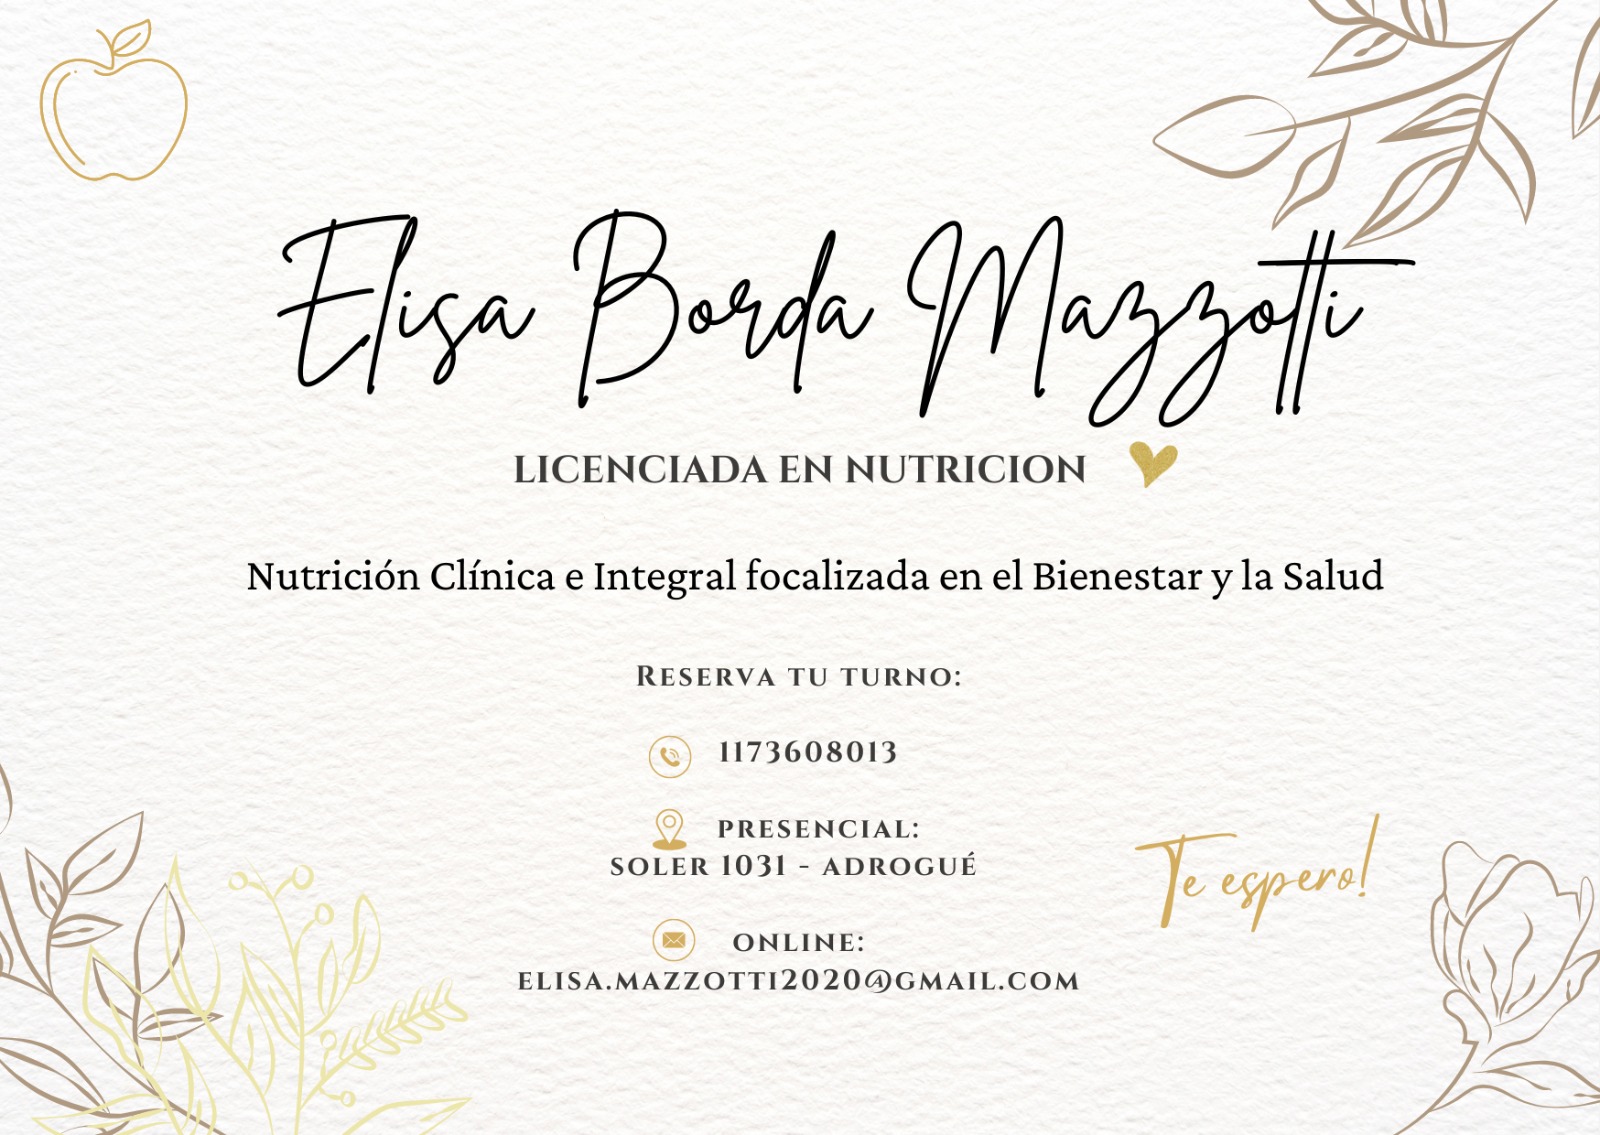 Elisa Borda Mazzotti
LICENCIADA EN NUTRICION
Nutrición Clínica e Integral focalizada en el Bienestar y la Salud
Reserva tu turno:
1173608013
presencial:
soler 1031 - adrogué
Te espero!
online:
elisa.mazzotti2020@gmail.com